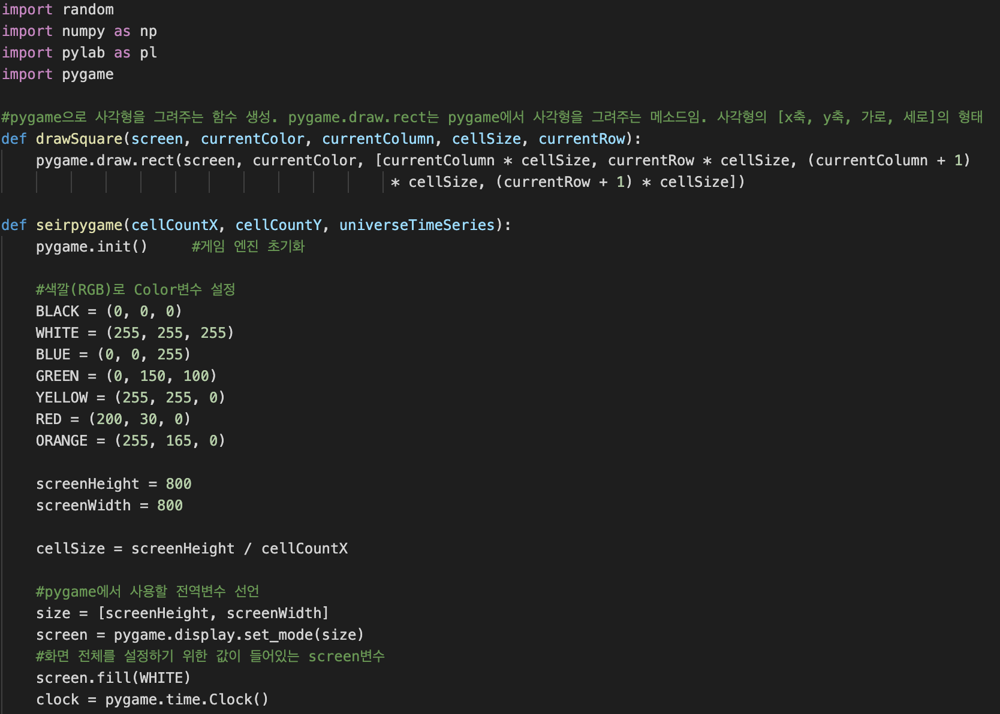 import random
import numpy as np
import pylab as pl
import pygame
#pygame으로 사각형을 그려주는 함수 생성. pygame.draw.rect는 pygame에서 사각형을 그려주는 메소드임. 사각형의 [x축, y축, 가로, 세로]의 형태
def drawSquare(screen, currentColor, currentColumn, cellSize, currentRow):
    pygame.draw.rect(screen, currentColor, [currentColumn * cellSize, currentRow * cellSize, (currentColumn + 1)
                                             * cellSize, (currentRow + 1) * cellSize])
def seirpygame(cellCountX, cellCountY, universeTimeSeries):
    pygame.init()     #게임 엔진 초기화
    #색깔(RGB)로 Color변수 설정
    BLACK = (0, 0, 0)
    WHITE = (255, 255, 255)
    BLUE = (0, 0, 255)
    GREEN = (0, 150, 100)
    YELLOW = (255, 255, 0)
    RED = (200, 30, 0)
    ORANGE = (255, 165, 0)
    screenHeight = 800
    screenWidth = 800
    cellSize = screenHeight / cellCountX
    #pygame에서 사용할 전역변수 선언
    size = [screenHeight, screenWidth]
    screen = pygame.display.set_mode(size)
    #화면 전체를 설정하기 위한 값이 들어있는 screen변수
    screen.fill(WHITE)
    clock = pygame.time.Clock()